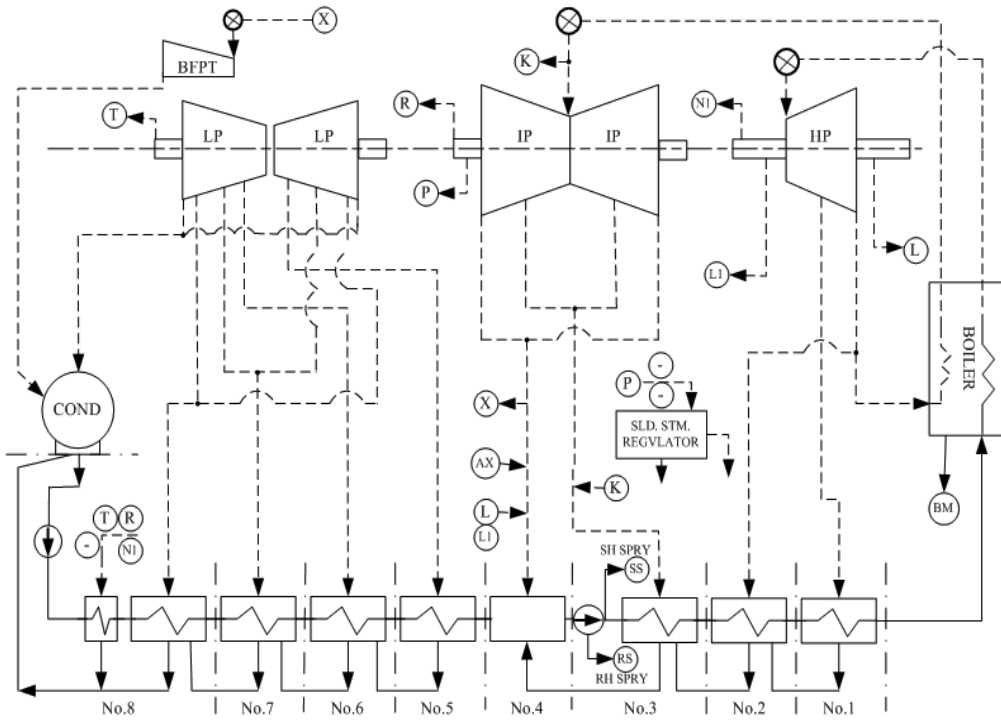 X
BFPT
K
T
R
N1
LP
LP
IP
IP
HP
P
L
L1
BOILER
COND
P
-
-
X
SLD. STM.
REGVLATOR
AX
K
L
L1
BM
T
R
-
N1
SH SPRY
SS
RS
RH SPRY
No.8
No.7
No.6
No.5
No.4
No.3
No.2
No.1